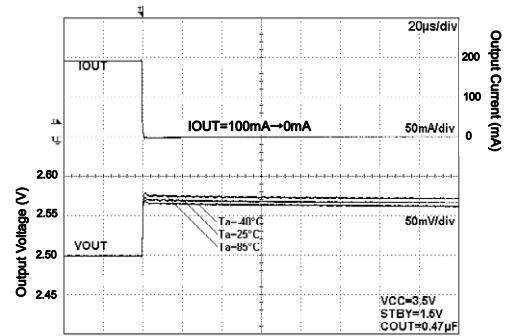 20µs/div
IOUT
IOUT=100mA→0mA
50mA/div
200
100
0
Output Current (mA)
2.60
2.55
2.50
2.45
Output Voltage (V)
Ta=-40°C
Ta=25°C
Ta=85°C
50mV/div
VOUT
VCC=3.5V
STBY=1.5V
COUT=0.47µF